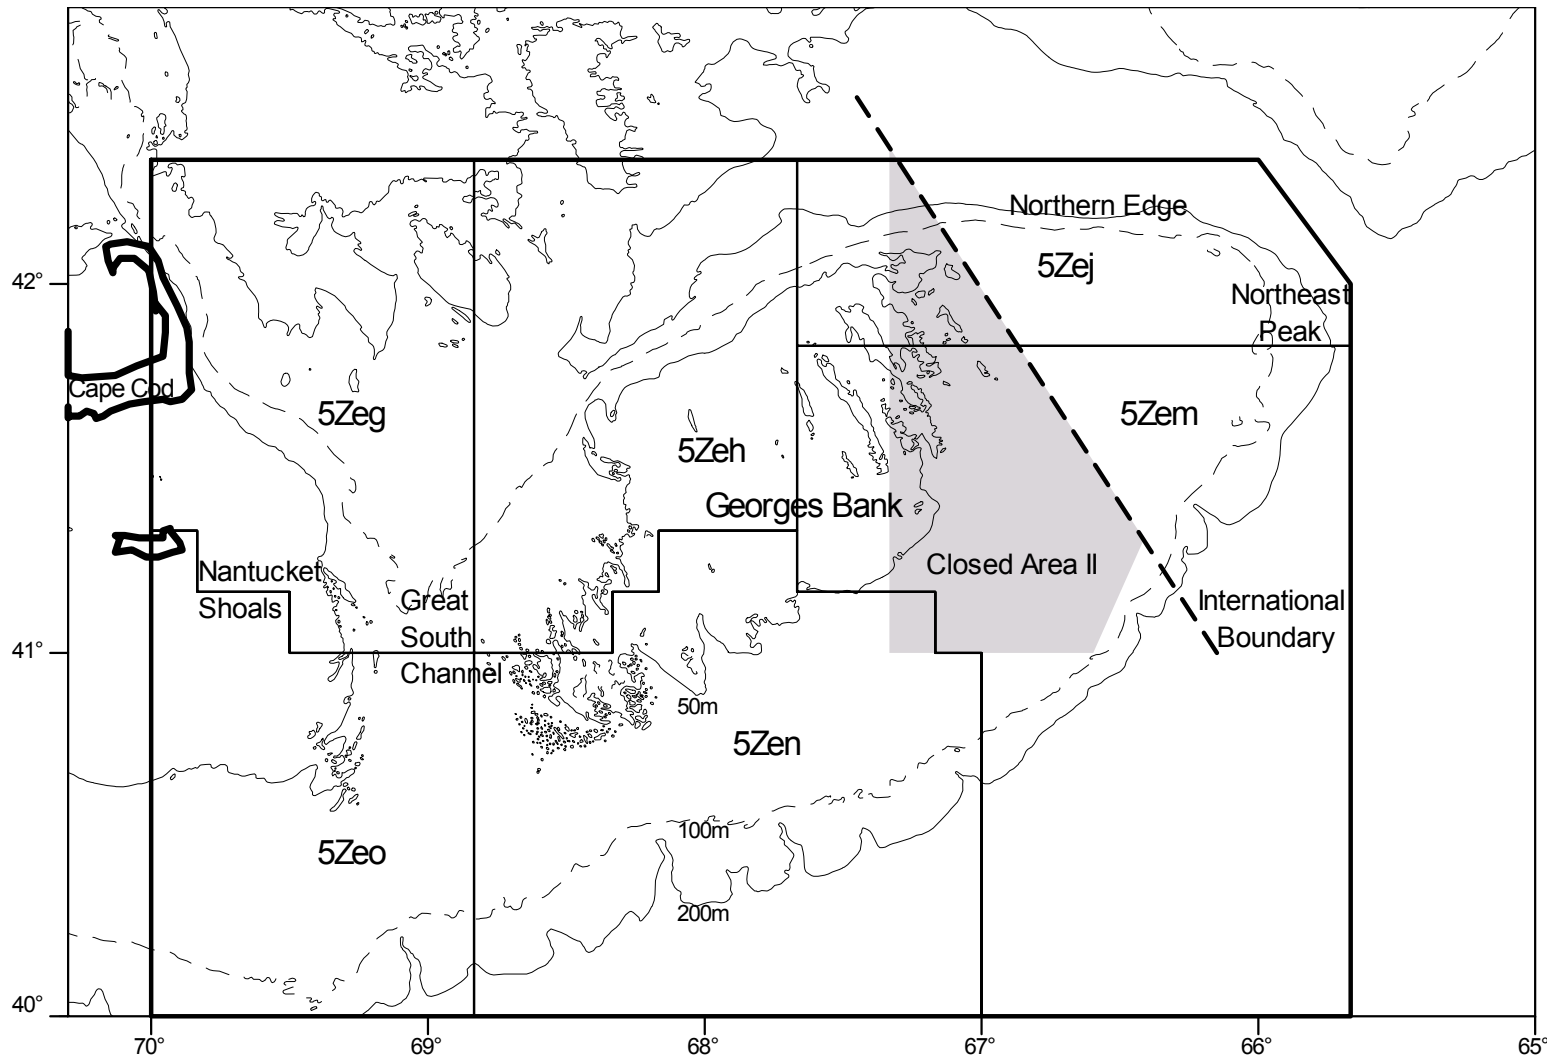 Northern Edge
5Zej
42°
Northeast
Peak
Cape Cod
5Zeg
5Zem
5Zeh
Georges Bank
Closed Area II
Nantucket
Shoals
Great
South
Channel
International
Boundary
41°
50m
5Zen
100m
5Zeo
200m
40°
70°
69°
68°
67°
66°
65°